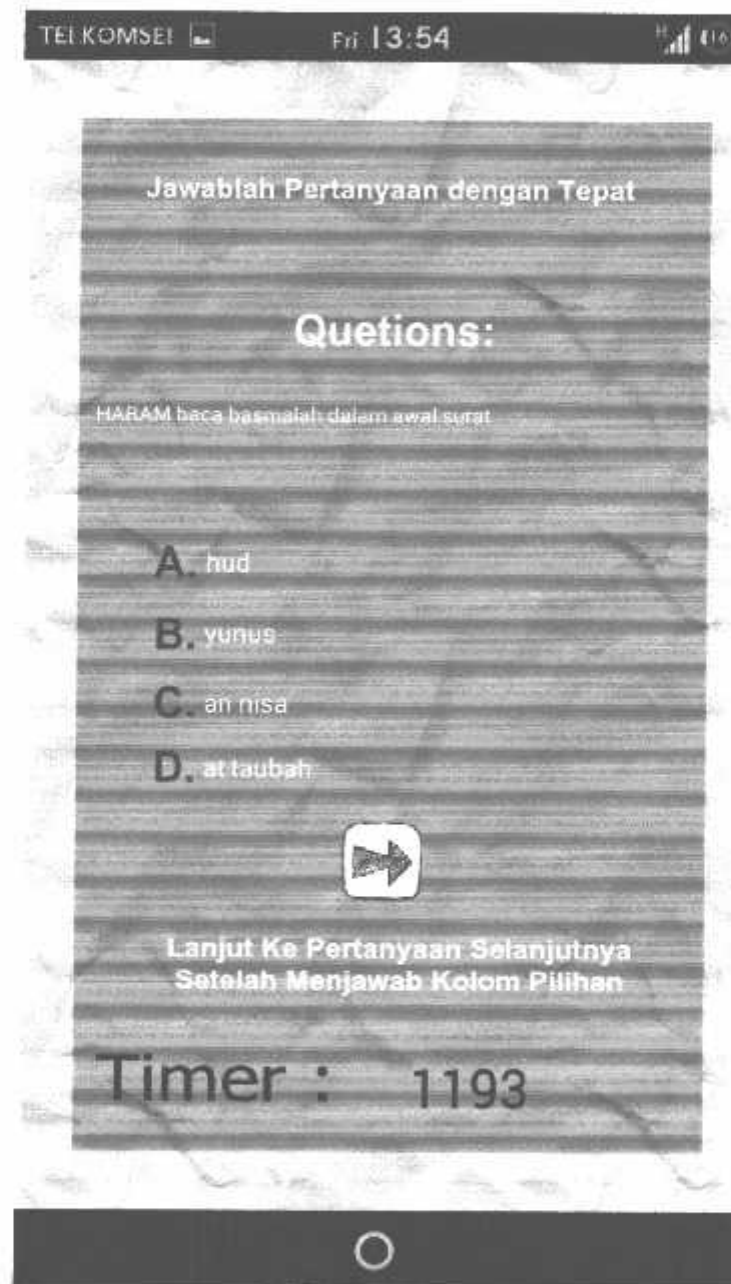 TELKOMSEL Fri 13:54 H
Jawablah Pertanyaan dengan Tepat
Quetions:
HARAM baca basmalah dalam awal surat
A. hud
B. yunus
C. an nisa
D. at taubah
Lanjut Ke Pertanyaan Selanjutnya
Setelah Menjawab Kolom Pilihan
Timer : 1193